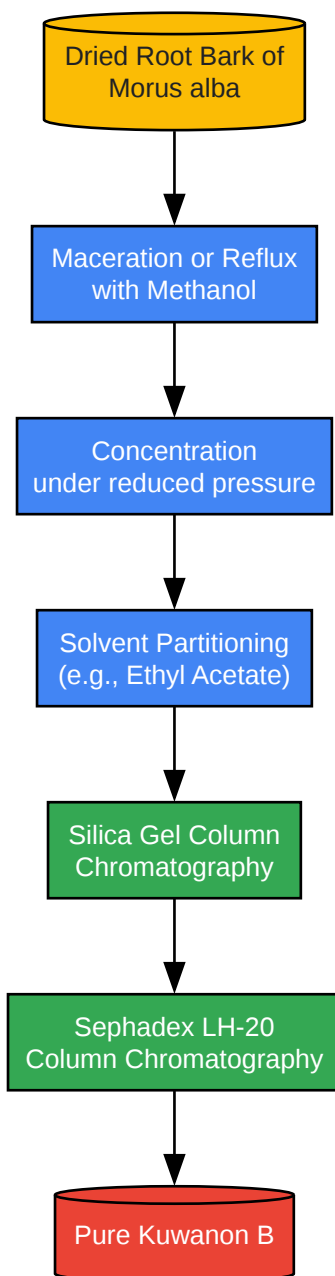 Dried Root Bark of
Morus alba
Maceration or Reflux
with Methanol
Concentration
under reduced pressure
Solvent Partitioning
(e.g., Ethyl Acetate)
Silica Gel Column
Chromatography
Sephadex LH-20
Column Chromatography
Pure Kuwanon B